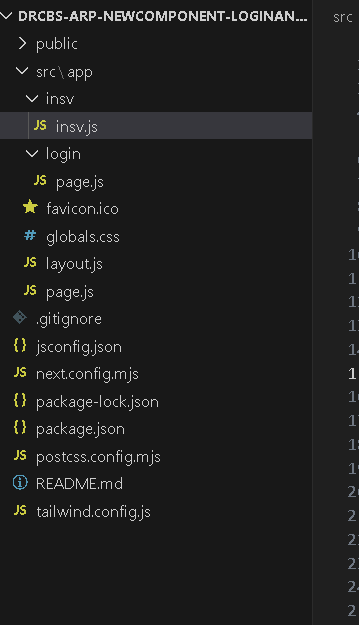 DRCBS-ARP-NEWCOMPONENT-LOGINAN...
src
public
src\app
insv
JS insv.js
login
JS page.js
favicon.ico
# globals.css
JS layout.js
JS page.js
.gitignore
{} jsconfig.json
JS next.config.mjs
{} package-lock.json
{} package.json
JS postcss.config.mjs
README.md
JS tailwind.config.js